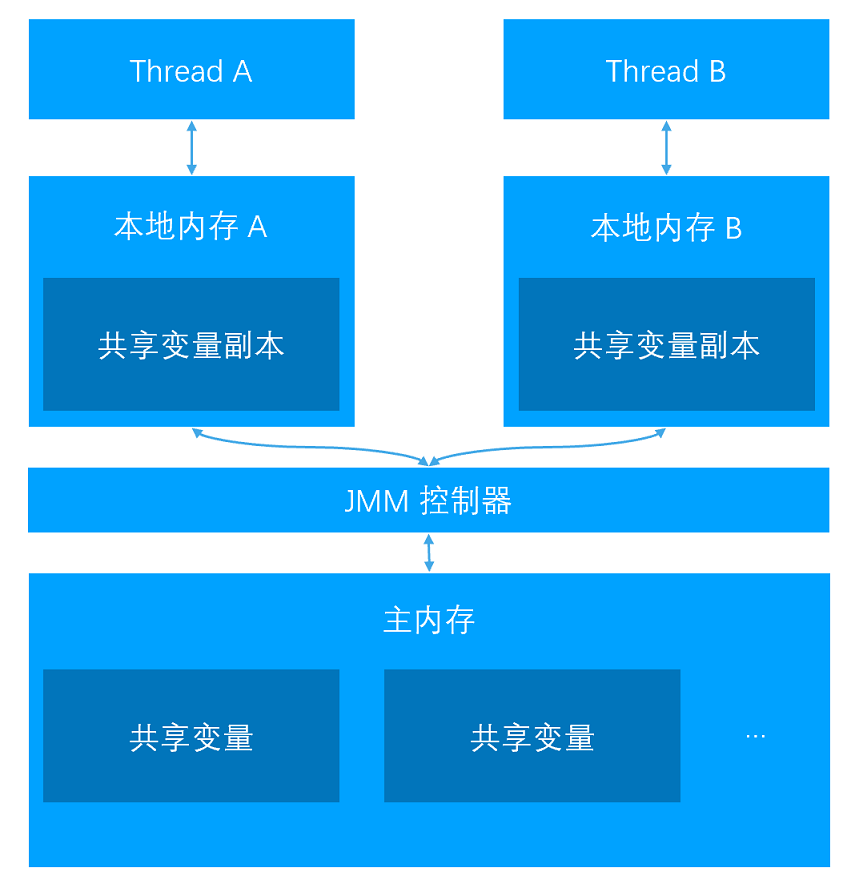 Thread A
Thread B
本地内存 A
本地内存 B
共享变量副本
共享变量副本
JMM 控制器
主内存
共享变量
共享变量
...